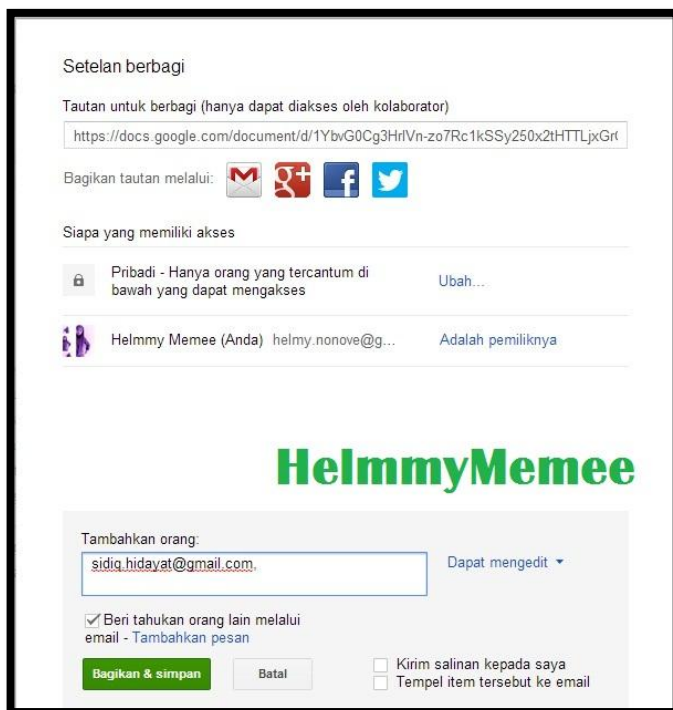 Setelan berbagi
Tautan untuk berbagi (hanya dapat diakses oleh kolaborator)
https://docs.google.com/document/d/1YbvG0Cg3HrlVn-zo7Rc1kSSy250x2tHTTLjxGr(
Bagikan tautan melalui:
Siapa yang memiliki akses
Pribadi - Hanya orang yang tercantum di
bawah yang dapat mengakses
Ubah...
Helmmy Memee (Anda) helmy.nonove@g...
Adalah pemiliknya
HelmmyMemee
Tambahkan orang:
sidiq.hidayat@gmail.com,
Dapat mengedit
Beri tahukan orang lain melalui
email - Tambahkan pesan
Bagikan & simpan
Batal
Kirim salinan kepada saya
Tempel item tersebut ke email